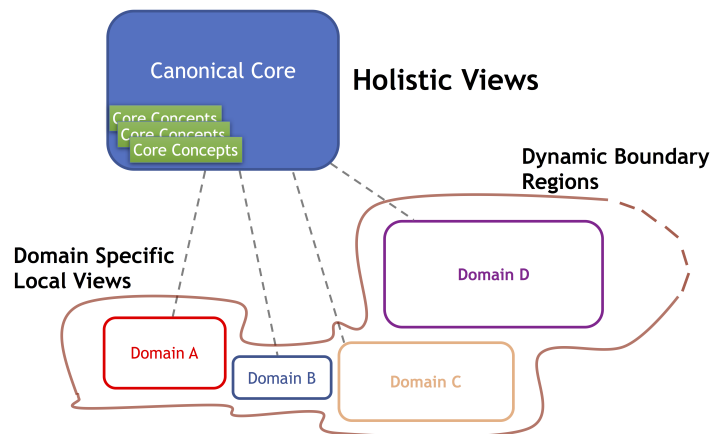 Canonical Core
Holistic Views
Core Concepts
Core Concepts
Core Concepts
Dynamic Boundary
Regions
Domain Specific
Local Views
Domain D
Domain A
Domain B
Domain C